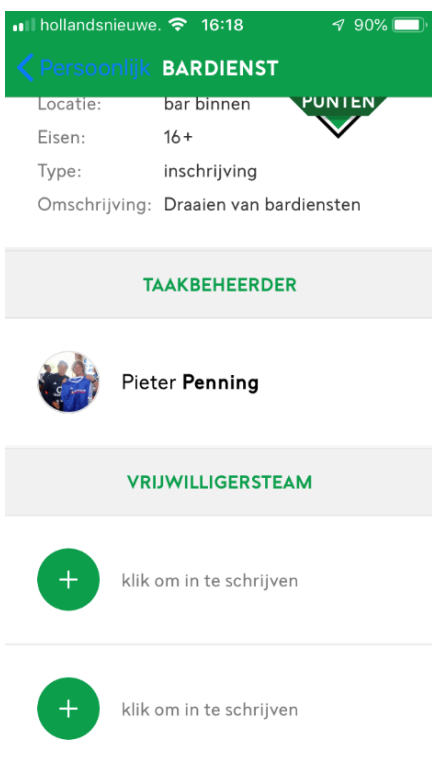 hollandsnieuwe. 16:18 90%
Persoonlijk BARDIENST
Locatie: bar binnen PUNTEN
Eisen: 16+
Type: inschrijving
Omschrijving: Draaien van bardiensten
TAAKBEHEERDER
Pieter Penning
VRIJWILLIGERSTEAM
klik om in te schrijven
klik om in te schrijven